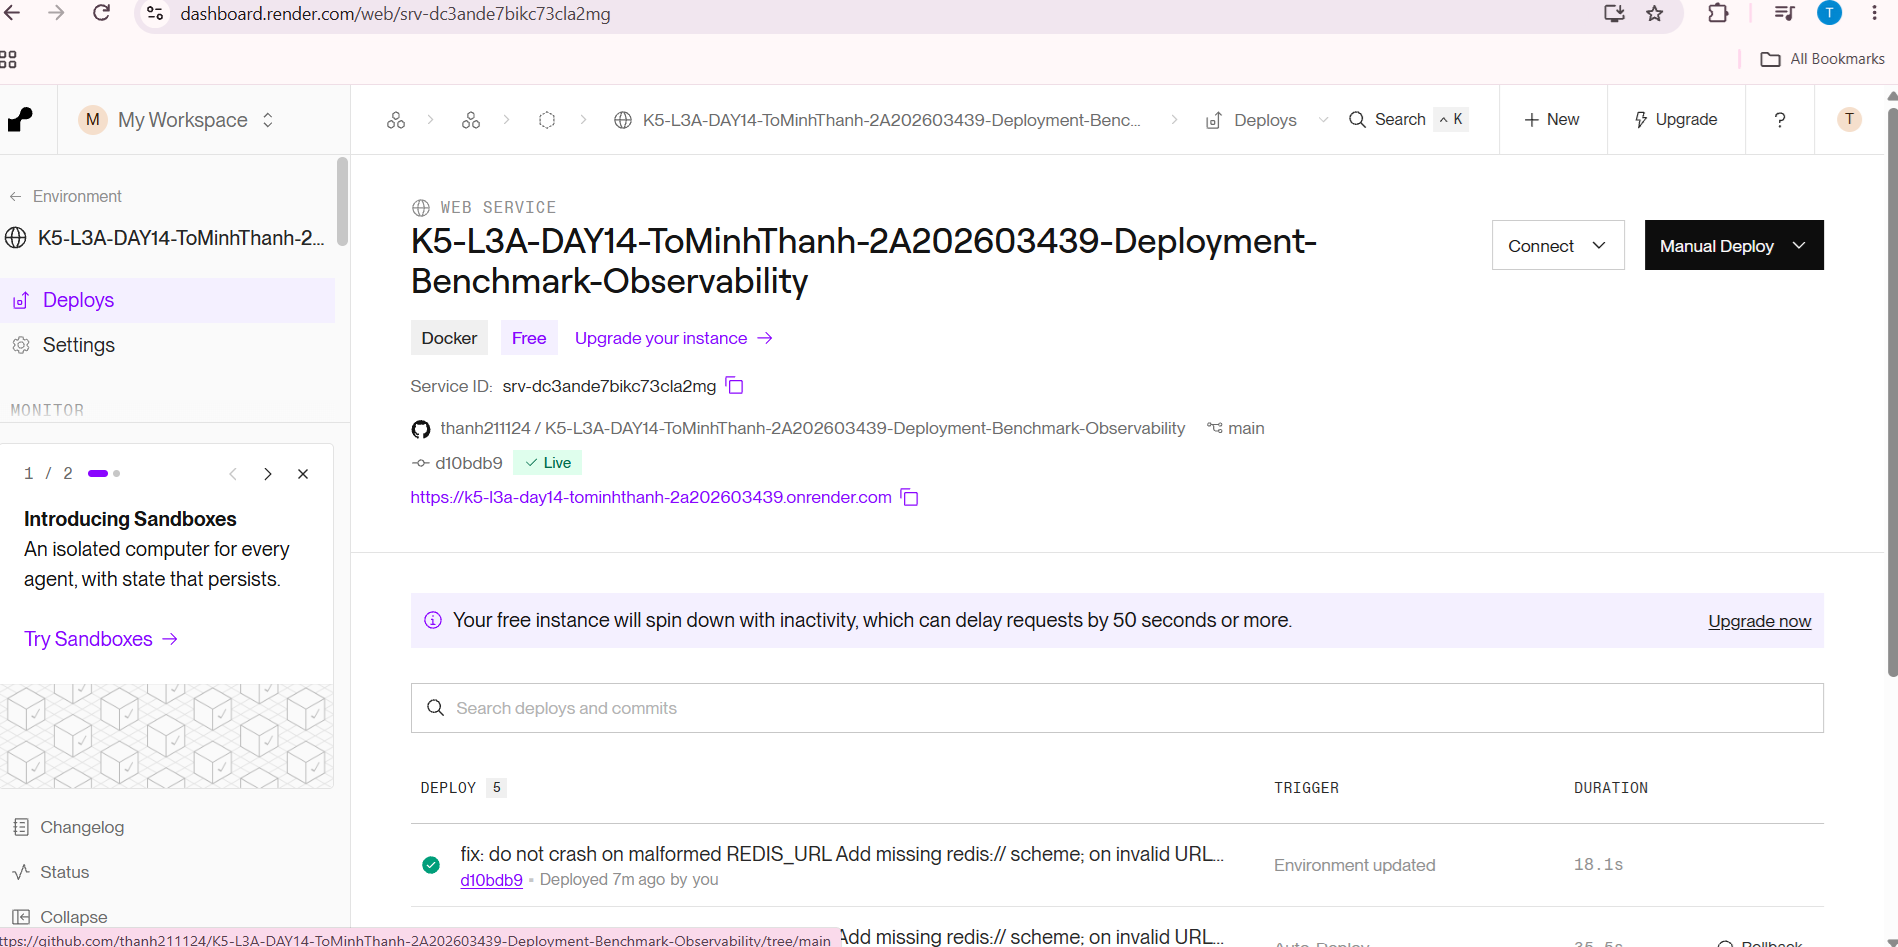 dashboard.render.com/web/srv-dc3ande7bikc73cla2mg
T
All Bookmarks
M My Workspace
K5-L3A-DAY14-ToMinhThanh-2A202603439-Deployment-Benc...
Deploys
Search
K
New
Upgrade
?
T
Environment
K5-L3A-DAY14-ToMinhThanh-2...
Deploys
Settings
MONITOR
1 / 2
Introducing Sandboxes
An isolated computer for every
agent, with state that persists.
Try Sandboxes
Changelog
Status
Collapse
WEB SERVICE
K5-L3A-DAY14-ToMinhThanh-2A202603439-Deployment-
Benchmark-Observability
Connect
Manual Deploy
Docker
Free
Upgrade your instance
Service ID: srv-dc3ande7bikc73cla2mg
thanh211124 / K5-L3A-DAY14-ToMinhThanh-2A202603439-Deployment-Benchmark-Observability
main
d10bdb9
Live
https://k5-l3a-day14-tominhthanh-2a202603439.onrender.com
Your free instance will spin down with inactivity, which can delay requests by 50 seconds or more.
Upgrade now
Search deploys and commits
DEPLOY 5
TRIGGER
DURATION
fix: do not crash on malformed REDIS_URL Add missing redis:// scheme; on invalid URL...
d10bdb9 • Deployed 7m ago by you
Environment updated
18.1s
Add missing redis:// scheme; on invalid URL...
Auto-Deploy
35.5s
Rollback
ttps://github.com/thanh211124/K5-L3A-DAY14-ToMinhThanh-2A202603439-Deployment-Benchmark-Observability/tree/main